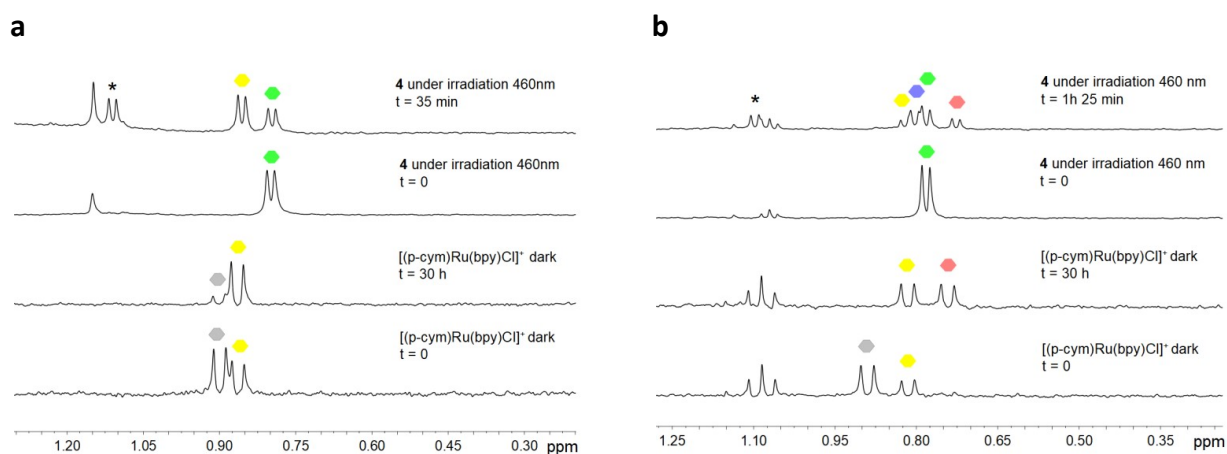 a
*
4 under irradiation 460nm
t = 35 min
4 under irradiation 460nm
t = 0
[(p-cym)Ru(bpy)Cl]⁺ dark
t = 30 h
[(p-cym)Ru(bpy)Cl]⁺ dark
t = 0
1.20 1.05 0.90 0.75 0.60 0.45 0.30 ppm
b
*
4 under irradiation 460 nm
t = 1h 25 min
4 under irradiation 460 nm
t = 0
[(p-cym)Ru(bpy)Cl]⁺ dark
t = 30 h
[(p-cym)Ru(bpy)Cl]⁺ dark
t = 0
1.25 1.10 0.95 0.80 0.65 0.50 0.35 ppm